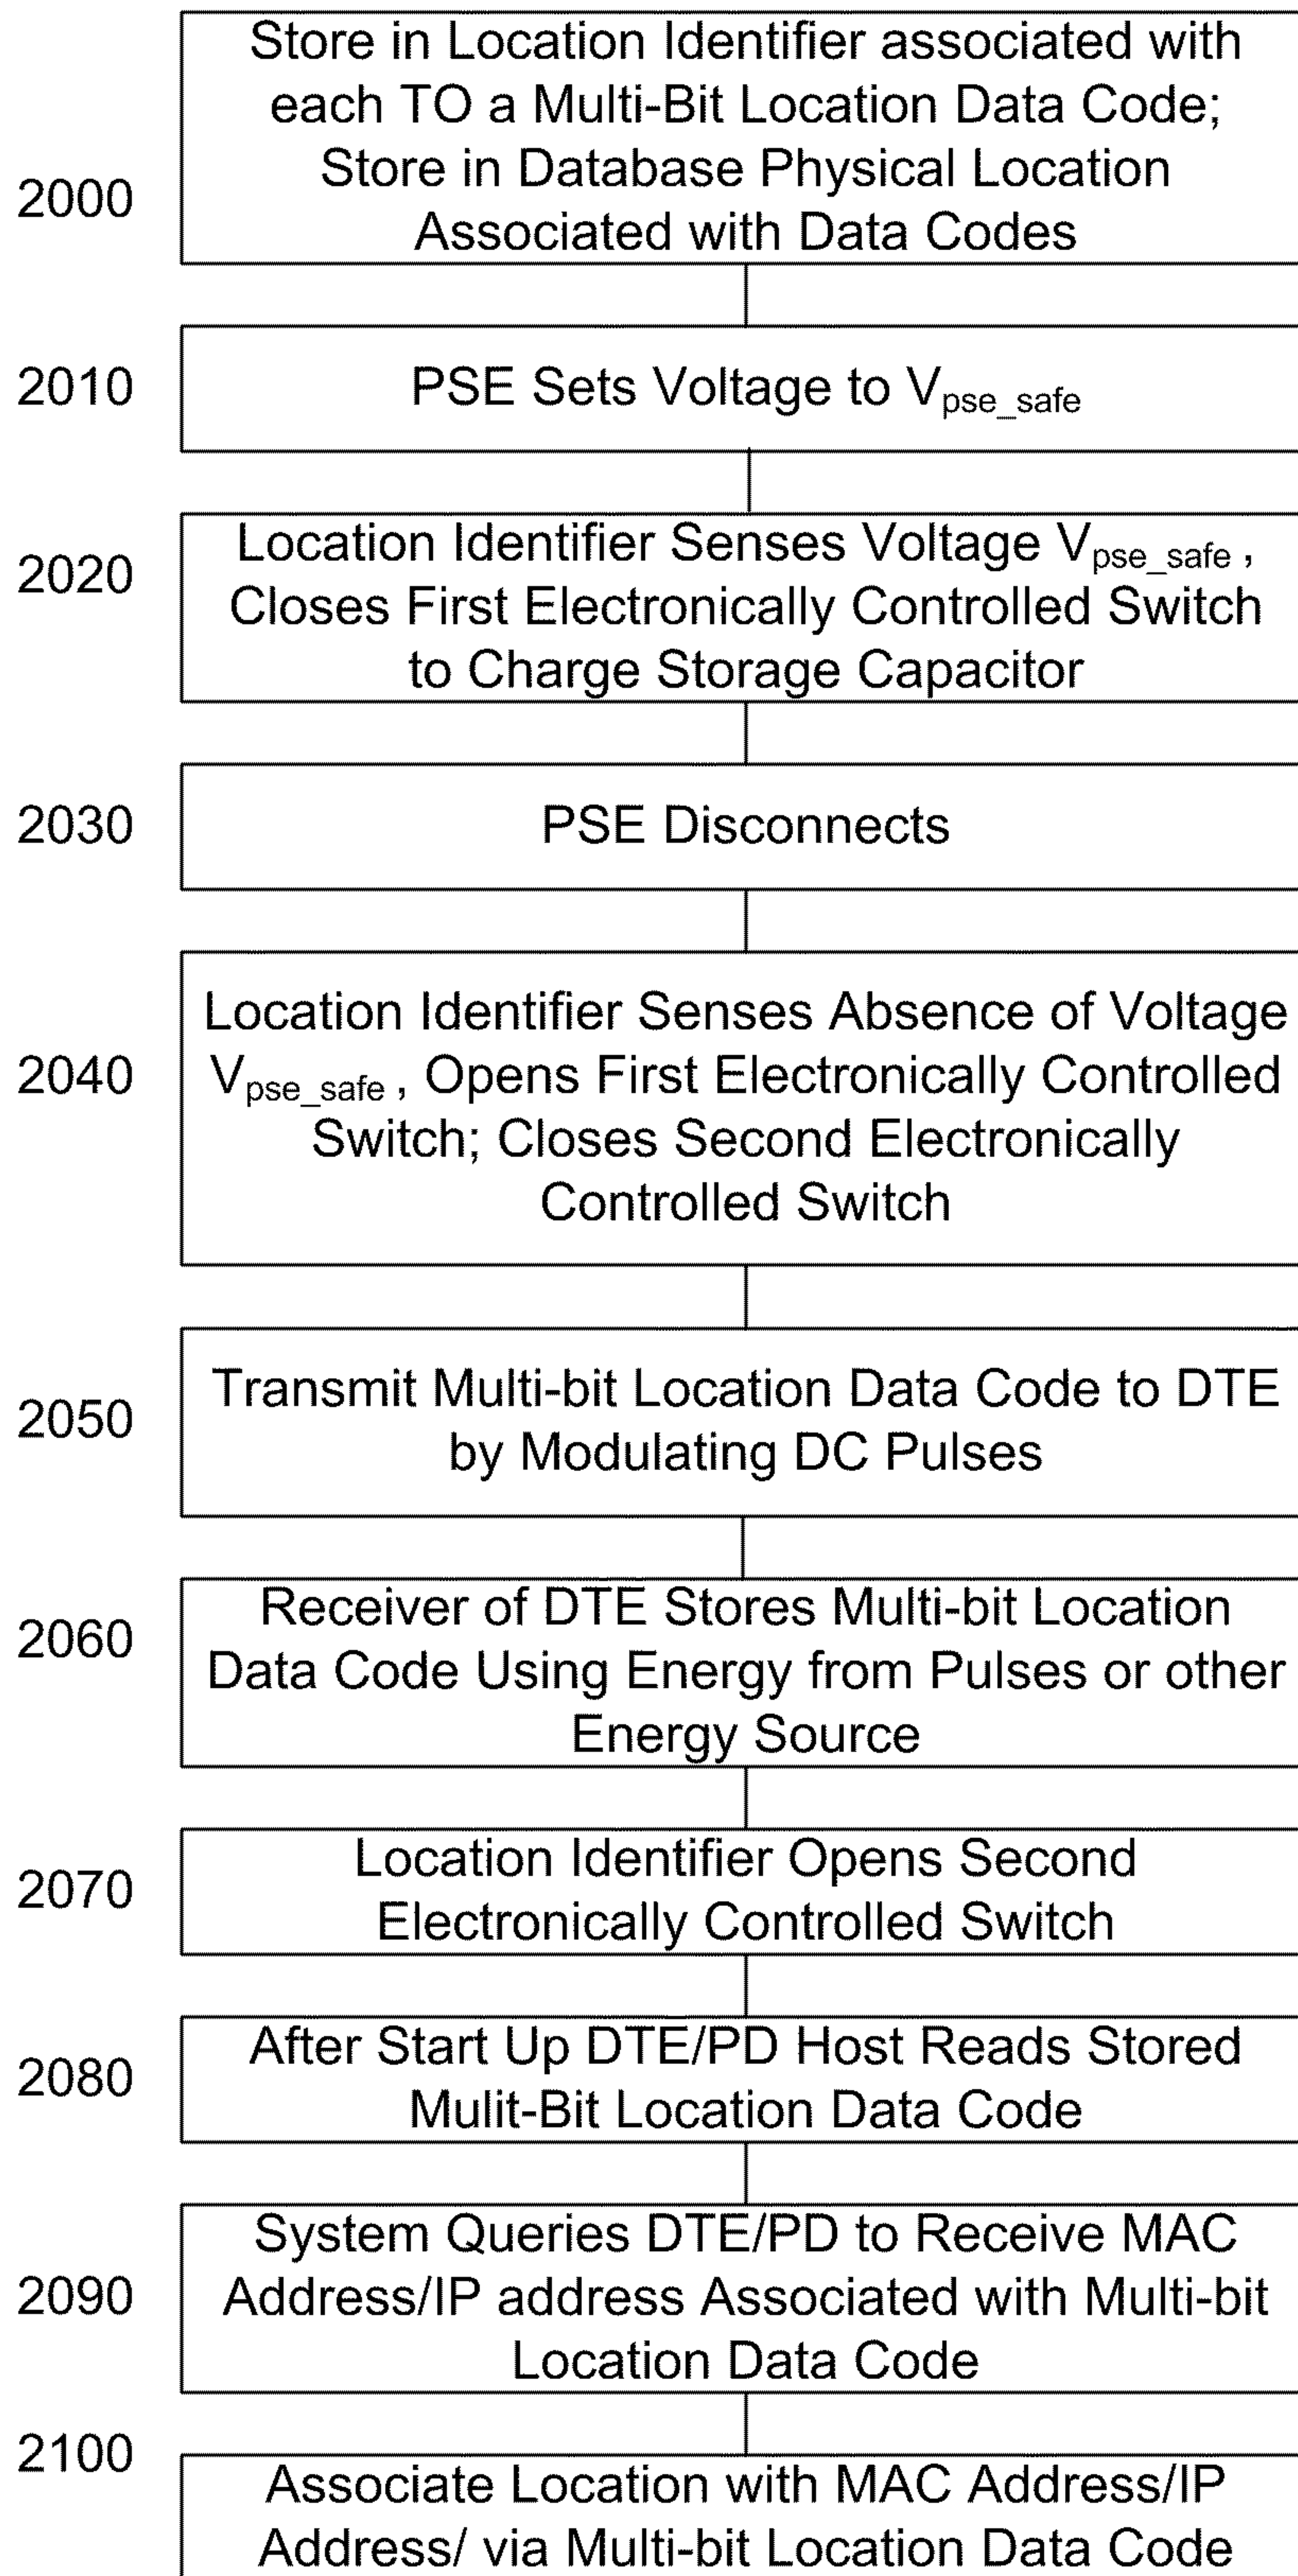 Store in Location Identifier associated with
each TO a Multi-Bit Location Data Code;
Store in Database Physical Location
Associated with Data Codes
2000
2010
PSE Sets Voltage to Vpse_safe
2020
Location Identifier Senses Voltage Vpse_safe ,
Closes First Electronically Controlled Switch
to Charge Storage Capacitor
2030
PSE Disconnects
2040
Location Identifier Senses Absence of Voltage
Vpse_safe , Opens First Electronically Controlled
Switch; Closes Second Electronically
Controlled Switch
2050
Transmit Multi-bit Location Data Code to DTE
by Modulating DC Pulses
2060
Receiver of DTE Stores Multi-bit Location
Data Code Using Energy from Pulses or other
Energy Source
2070
Location Identifier Opens Second
Electronically Controlled Switch
2080
After Start Up DTE/PD Host Reads Stored
Mulit-Bit Location Data Code
2090
System Queries DTE/PD to Receive MAC
Address/IP address Associated with Multi-bit
Location Data Code
2100
Associate Location with MAC Address/IP
Address/ via Multi-bit Location Data Code